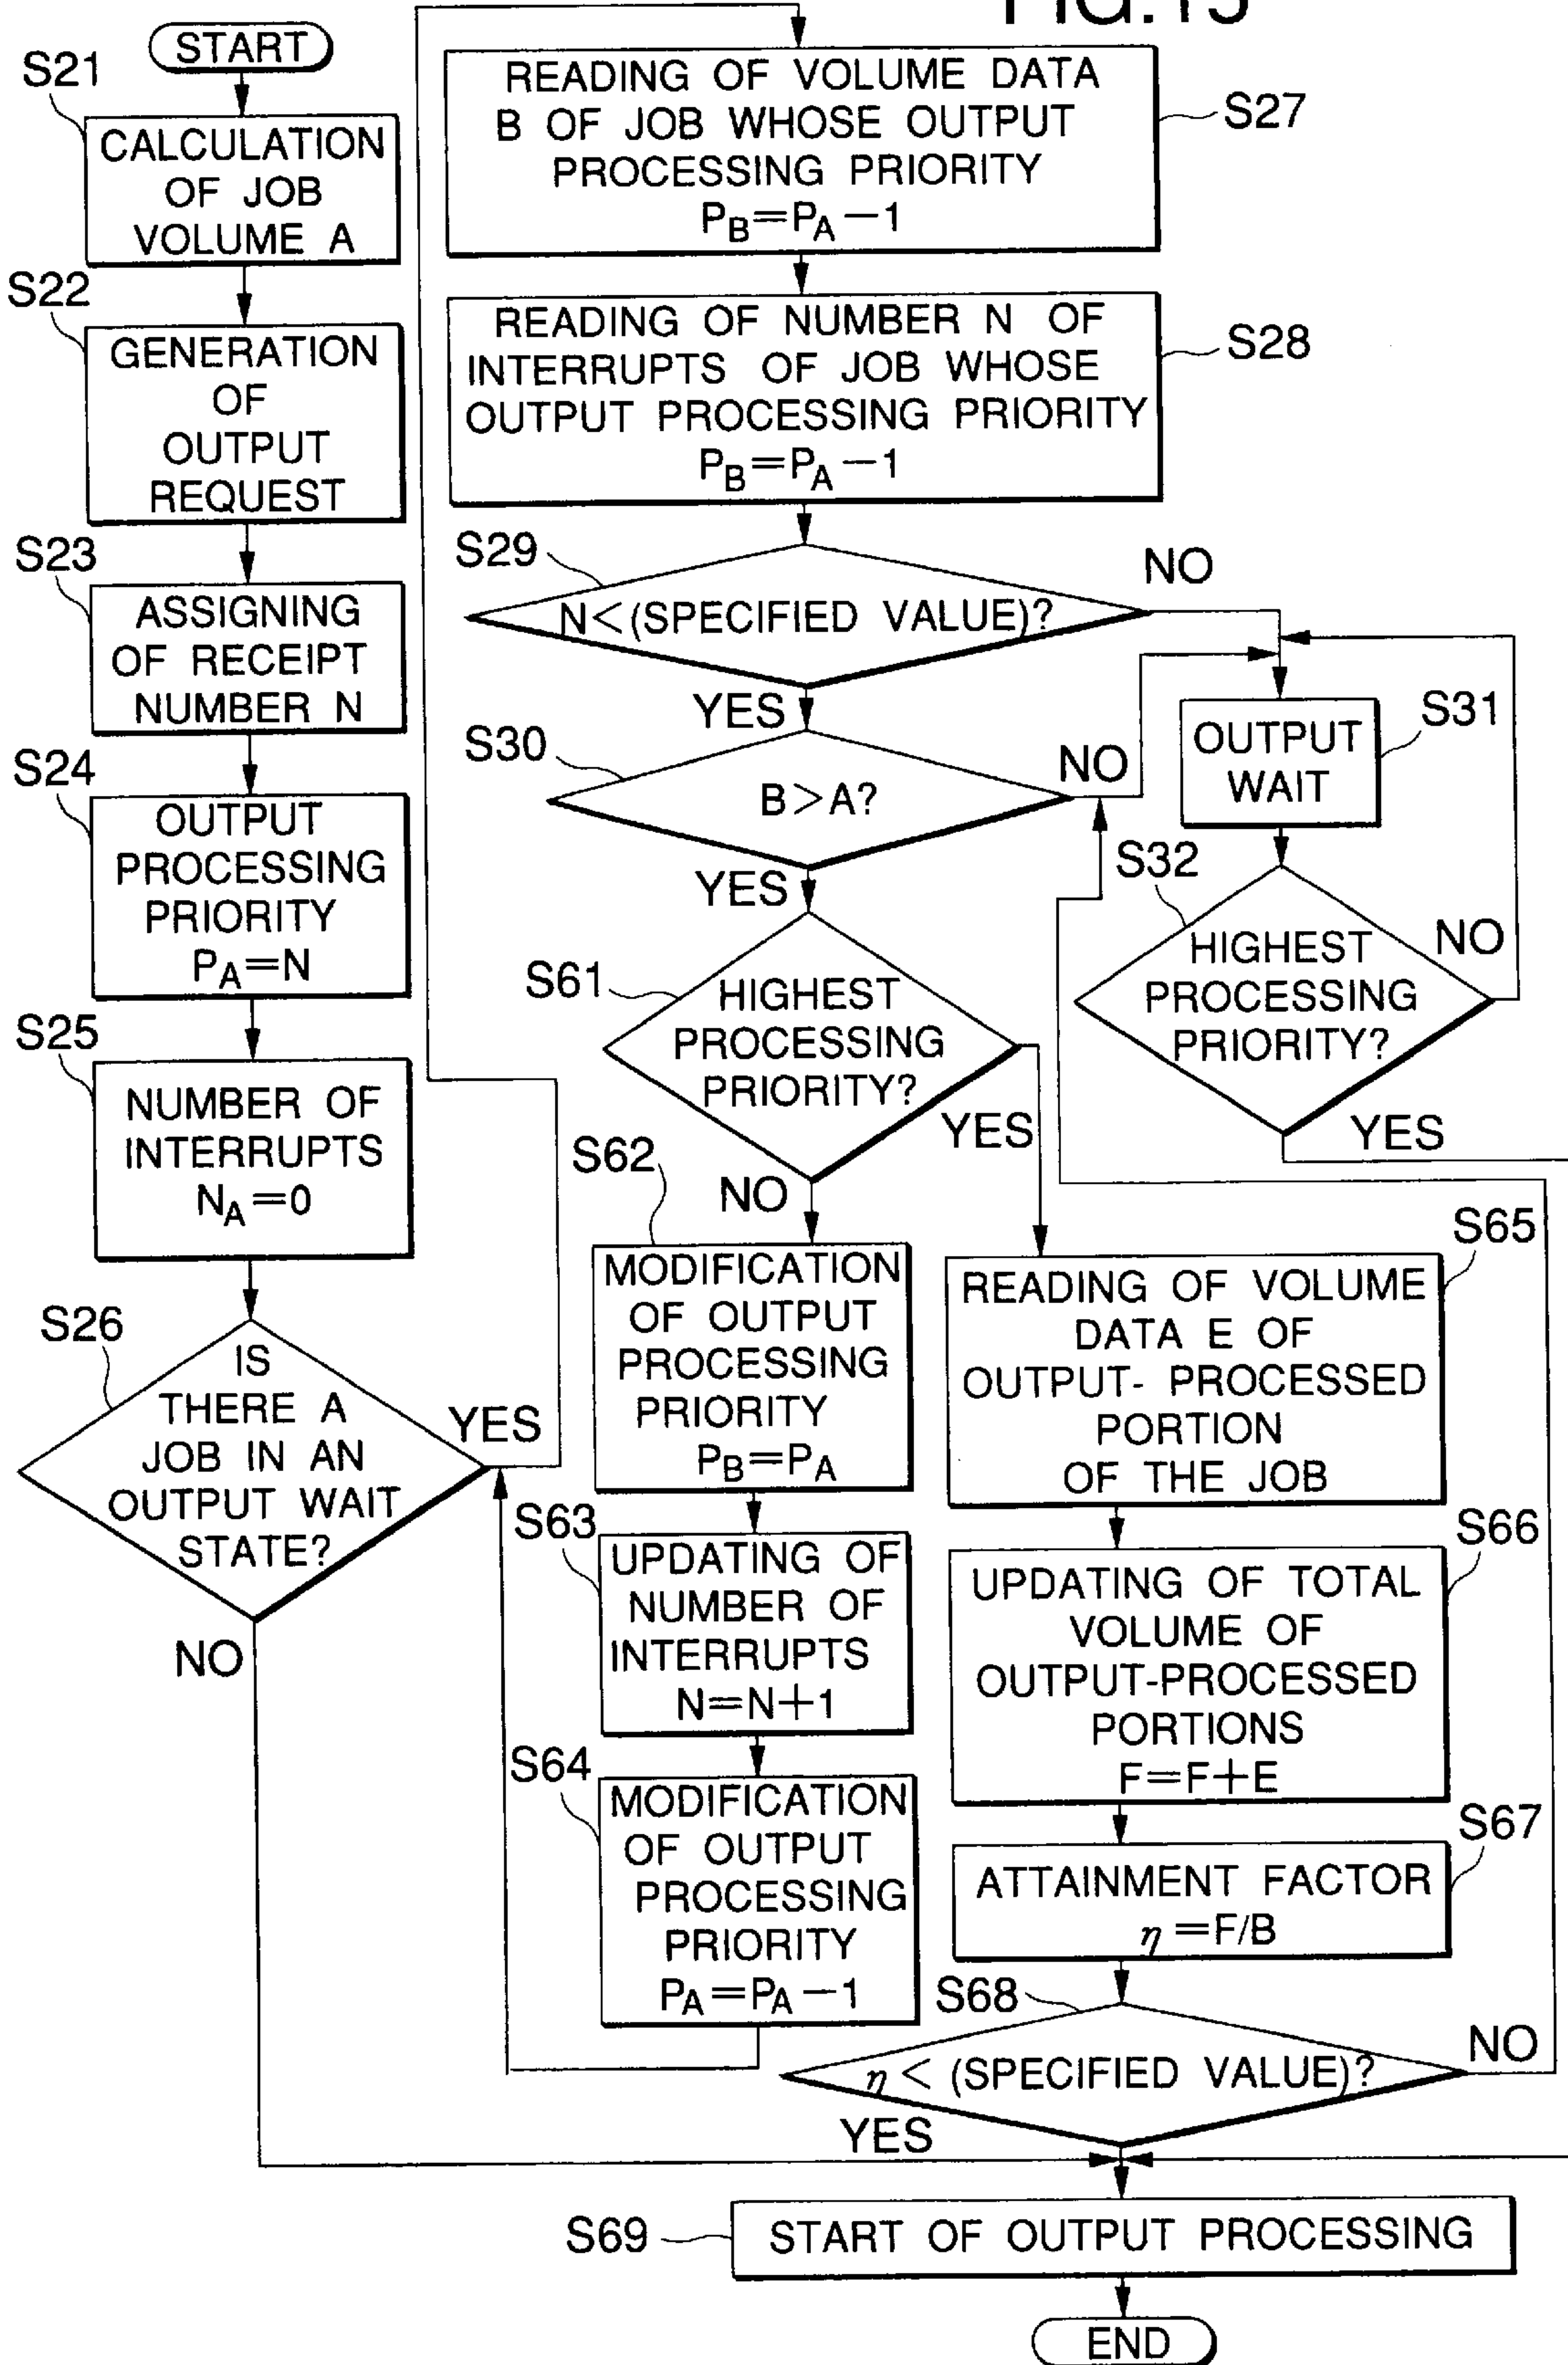 FIG.15
START
S21
CALCULATION
OF JOB
VOLUME A
S22
GENERATION
OF
OUTPUT
REQUEST
S23
ASSIGNING
OF RECEIPT
NUMBER N
S24
OUTPUT
PROCESSING
PRIORITY
PA=N
S25
NUMBER OF
INTERRUPTS
NA=0
S26
IS
THERE A
JOB IN AN
OUTPUT WAIT
STATE?
YES
NO
READING OF VOLUME DATA
B OF JOB WHOSE OUTPUT
PROCESSING PRIORITY
PB=PA-1
S27
READING OF NUMBER N OF
INTERRUPTS OF JOB WHOSE
OUTPUT PROCESSING PRIORITY
PB=PA-1
S28
S29
N<(SPECIFIED VALUE)?
NO
YES
S30
B>A?
NO
YES
OUTPUT
WAIT
S31
S32
HIGHEST
PROCESSING
PRIORITY?
NO
YES
S61
HIGHEST
PROCESSING
PRIORITY?
YES
NO
S62
MODIFICATION
OF OUTPUT
PROCESSING
PRIORITY
PB=PA
S63
UPDATING OF
NUMBER OF
INTERRUPTS
N=N+1
S64
MODIFICATION
OF OUTPUT
PROCESSING
PRIORITY
PA=PA-1
S65
READING OF VOLUME
DATA E OF
OUTPUT- PROCESSED
PORTION
OF THE JOB
S66
UPDATING OF TOTAL
VOLUME OF
OUTPUT-PROCESSED
PORTIONS
F=F+E
S67
ATTAINMENT FACTOR
η=F/B
S68
η < (SPECIFIED VALUE)?
NO
YES
S69
START OF OUTPUT PROCESSING
END